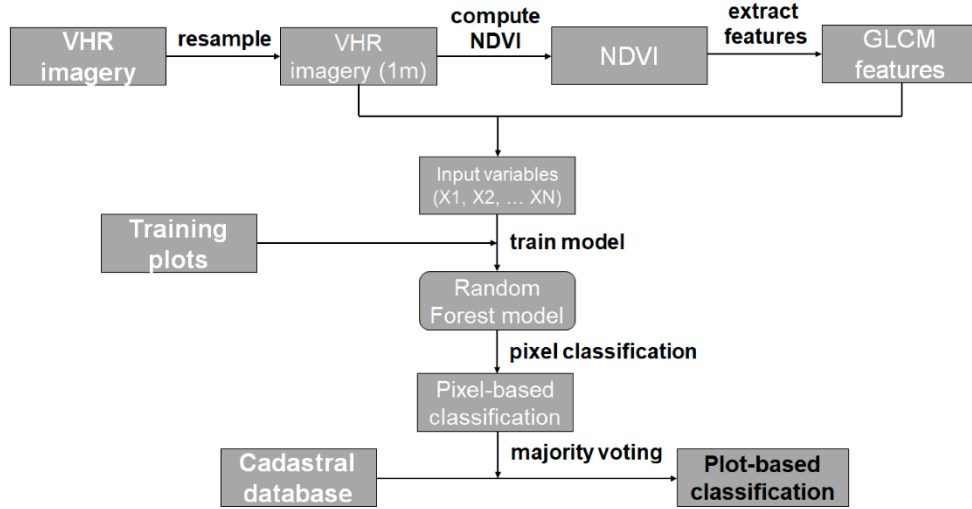 VHR
imagery
resample
VHR
imagery (1m)
compute
NDVI
NDVI
extract
features
GLCM
features
Input variables
(X1, X2, ... XN)
Training
plots
train model
Random
Forest model
pixel classification
Pixel-based
classification
majority voting
Cadastral
database
Plot-based
classification